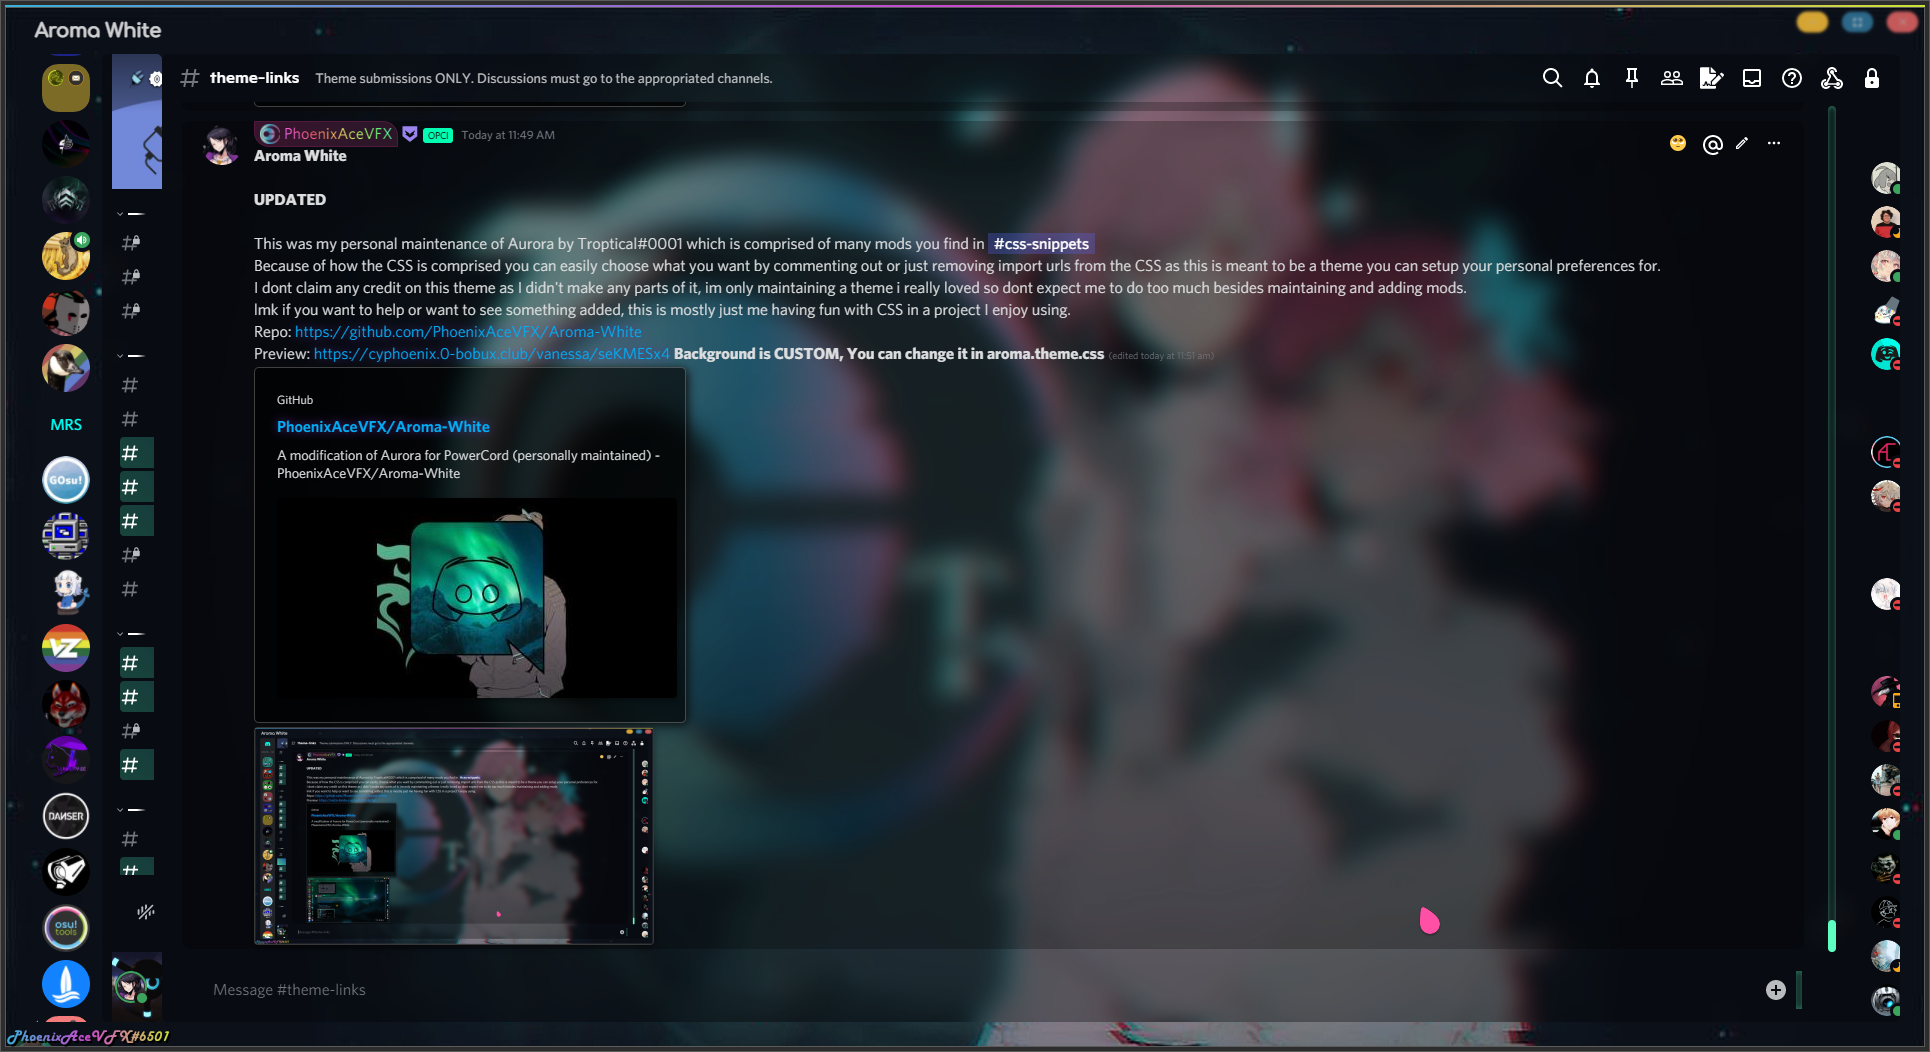 Aroma White
theme-links Theme submissions ONLY. Discussions must go to the appropriated channels.
PhoenixAceVFX OPCI Today at 11:49 AM
Aroma White
UPDATED
This was my personal maintenance of Aurora by Troptical#0001 which is comprised of many mods you find in #css-snippets
Because of how the CSS is comprised you can easily choose what you want by commenting out or just removing import urls from the CSS as this is meant to be a theme you can setup your personal preferences for.
I dont claim any credit on this theme as I didn't make any parts of it, im only maintaining a theme i really loved so dont expect me to do too much besides maintaining and adding mods.
lmk if you want to help or want to see something added, this is mostly just me having fun with CSS in a project I enjoy using.
Repo: https://github.com/PhoenixAceVFX/Aroma-White
Preview: https://cyphoenix.0-bobux.club/vanessa/seKMESx4 Background is CUSTOM, You can change it in aroma.theme.css (edited today at 11:51 am)
GitHub
PhoenixAceVFX/Aroma-White
A modification of Aurora for PowerCord (personally maintained) -
PhoenixAceVFX/Aroma-White
MRS
GOsu!
VZ
DANSER
osu!
tools
Aroma White
UPDATED
Message #theme-links
PhoenixAceVFX#6501